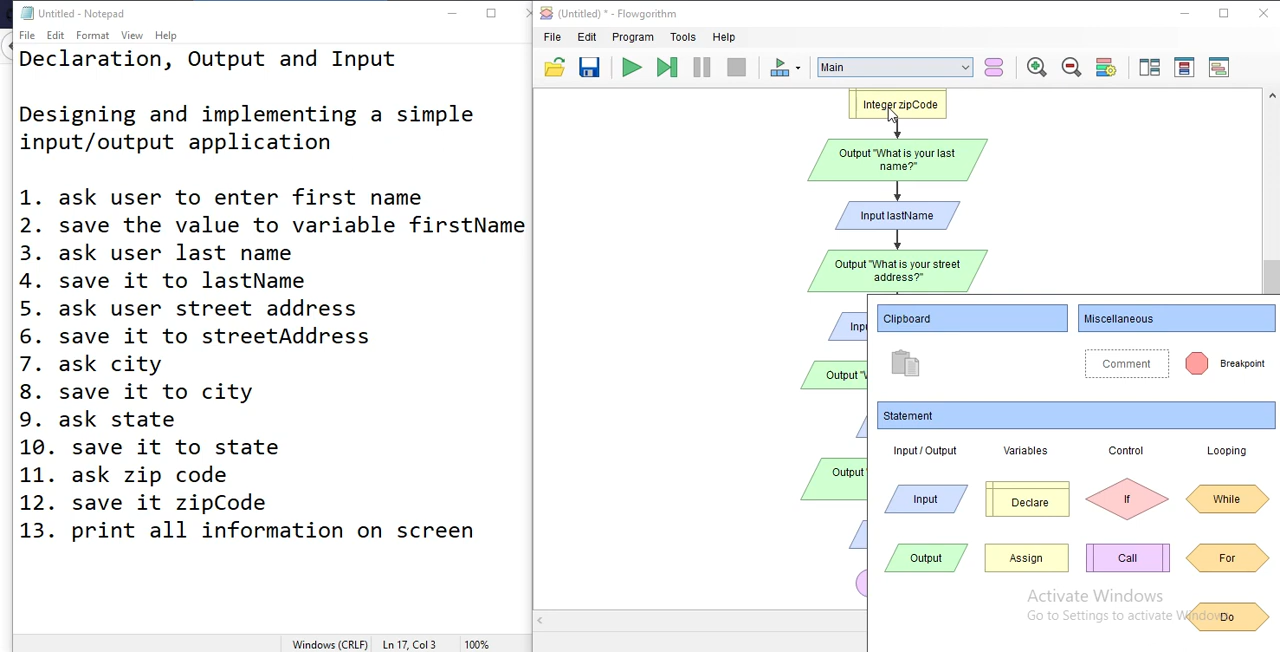 Untitled - Notepad
File Edit Format View Help
Declaration, Output and Input
Designing and implementing a simple
input/output application
1. ask user to enter first name
2. save the value to variable firstName
3. ask user last name
4. save it to lastName
5. ask user street address
6. save it to streetAddress
7. ask city
8. save it to city
9. ask state
10. save it to state
11. ask zip code
12. save it zipCode
13. print all information on screen
Windows (CRLF) Ln 17, Col 3 100%
(Untitled) * - Flowgorithm
File Edit Program Tools Help
Main
Integer zipCode
Output "What is your last
name?"
Input lastName
Output "What is your street
address?"
Output
Clipboard Miscellaneous
Comment Breakpoint
Statement
Input / Output Variables Control Looping
Input Declare If While
Output Assign Call For
Activate Windows
Go to Settings to activate Windows.
Do